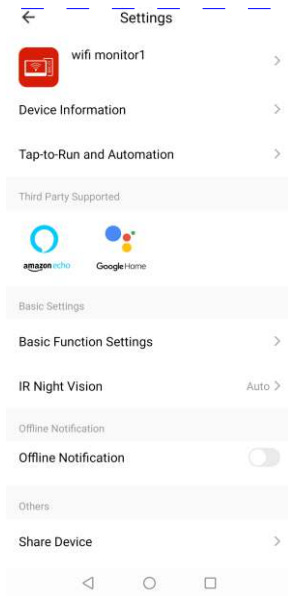 Settings
wifi monitor1
Device Information
Tap-to-Run and Automation
Third Party Supported
amazon echo Google Home
Basic Settings
Basic Function Settings
IR Night Vision Auto
Offline Notification
Offline Notification
Others
Share Device